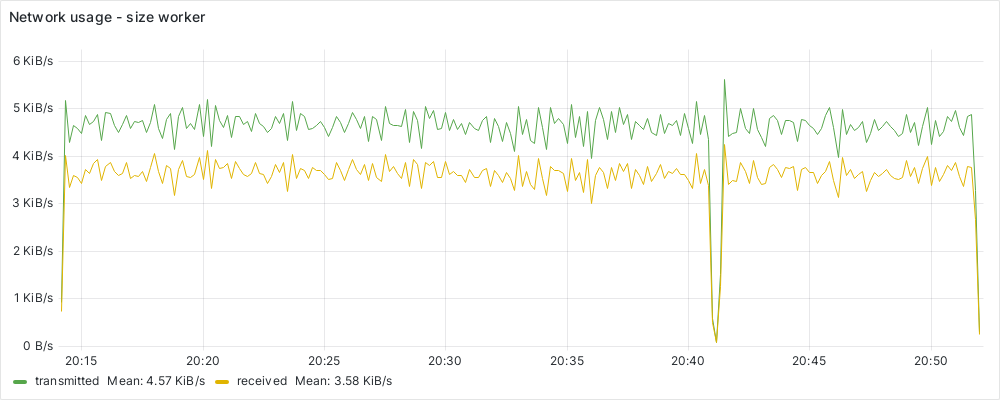 Network usage - size worker
6 KiB/s
5 KiB/s
4 KiB/s
3 KiB/s
2 KiB/s
1 KiB/s
0 B/s
20:15 20:20 20:25 20:30 20:35 20:40 20:45 20:50
transmitted Mean: 4.57 KiB/s received Mean: 3.58 KiB/s